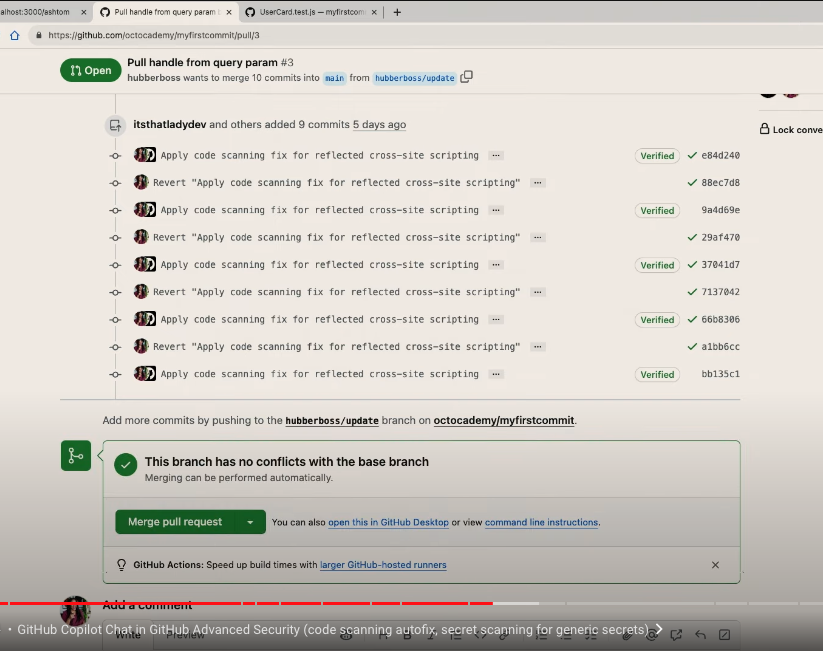 alhost:3000/ashtom × Pull handle from query param × UserCard.test.js — myfirstcom × +
https://github.com/octocademy/myfirstcommit/pull/3
Open Pull handle from query param #3
hubberboss wants to merge 10 commits into main from hubberboss/update
itsthatladydev and others added 9 commits 5 days ago
Lock conve
Apply code scanning fix for reflected cross-site scripting ... Verified e84d240
Revert "Apply code scanning fix for reflected cross-site scripting" ... 88ec7d8
Apply code scanning fix for reflected cross-site scripting ... Verified 9a4d69e
Revert "Apply code scanning fix for reflected cross-site scripting" ... 29af470
Apply code scanning fix for reflected cross-site scripting ... Verified 37041d7
Revert "Apply code scanning fix for reflected cross-site scripting" ... 7137042
Apply code scanning fix for reflected cross-site scripting ... Verified 66b8306
Revert "Apply code scanning fix for reflected cross-site scripting" ... a1bb6cc
Apply code scanning fix for reflected cross-site scripting ... Verified bb135c1
Add more commits by pushing to the hubberboss/update branch on octocademy/myfirstcommit.
This branch has no conflicts with the base branch
Merging can be performed automatically.
Merge pull request You can also open this in GitHub Desktop or view command line instructions.
GitHub Actions: Speed up build times with larger GitHub-hosted runners ×
Add a comment
• GitHub Copilot Chat in GitHub Advanced Security (code scanning autofix, secret scanning for generic secrets)
Write Preview